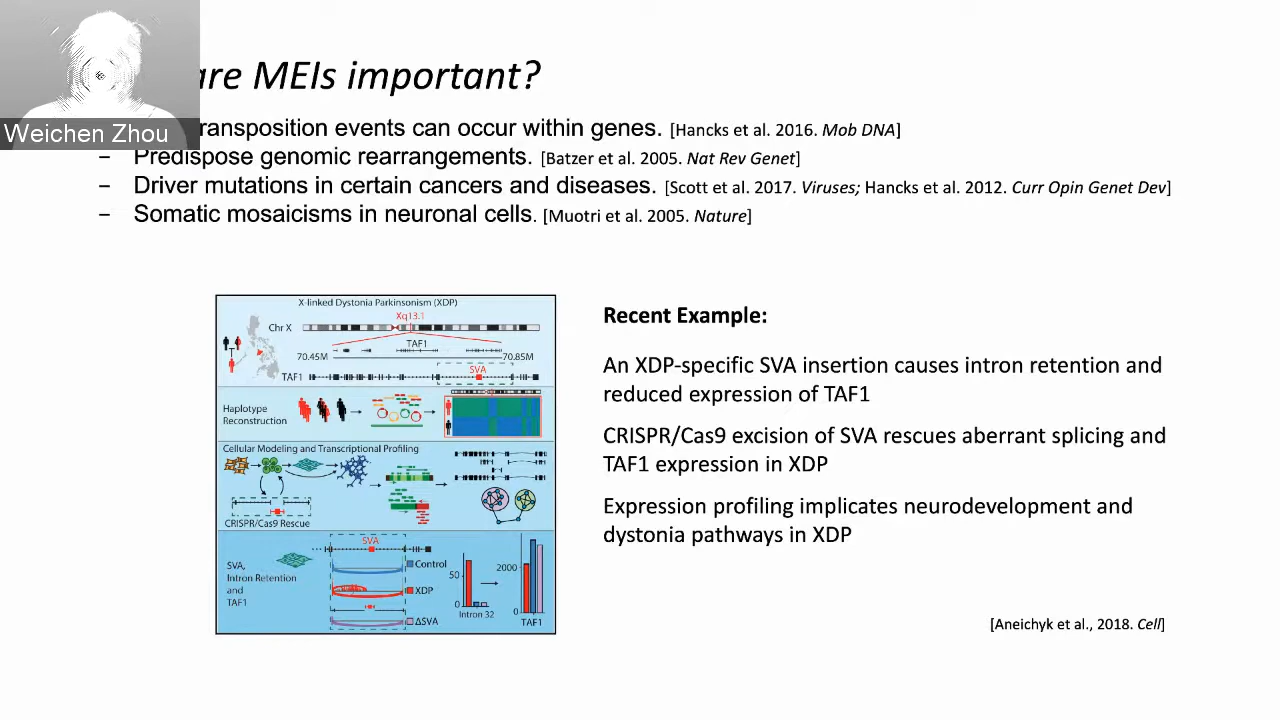 are MEIs important?
Weichen Zhou
ransposition events can occur within genes. [Hancks et al. 2016. Mob DNA]
– Predispose genomic rearrangements. [Batzer et al. 2005. Nat Rev Genet]
– Driver mutations in certain cancers and diseases. [Scott et al. 2017. Viruses; Hancks et al. 2012. Curr Opin Genet Dev]
– Somatic mosaicisms in neuronal cells. [Muotri et al. 2005. Nature]
X-linked Dystonia Parkinsonism (XDP)
Xq13.1
Chr X
TAF1
70.45M 70.85M
SVA
TAF1
Haplotype
Reconstruction
Cellular Modeling and Transcriptional Profiling
CRISPR/Cas9 Rescue
SVA
SVA,
Intron Retention
and
TAF1
Control
XDP
ΔSVA
50
0
Intron 32
2000
0
TAF1
Recent Example:
An XDP-specific SVA insertion causes intron retention and
reduced expression of TAF1
CRISPR/Cas9 excision of SVA rescues aberrant splicing and
TAF1 expression in XDP
Expression profiling implicates neurodevelopment and
dystonia pathways in XDP
[Aneichyk et al., 2018. Cell]